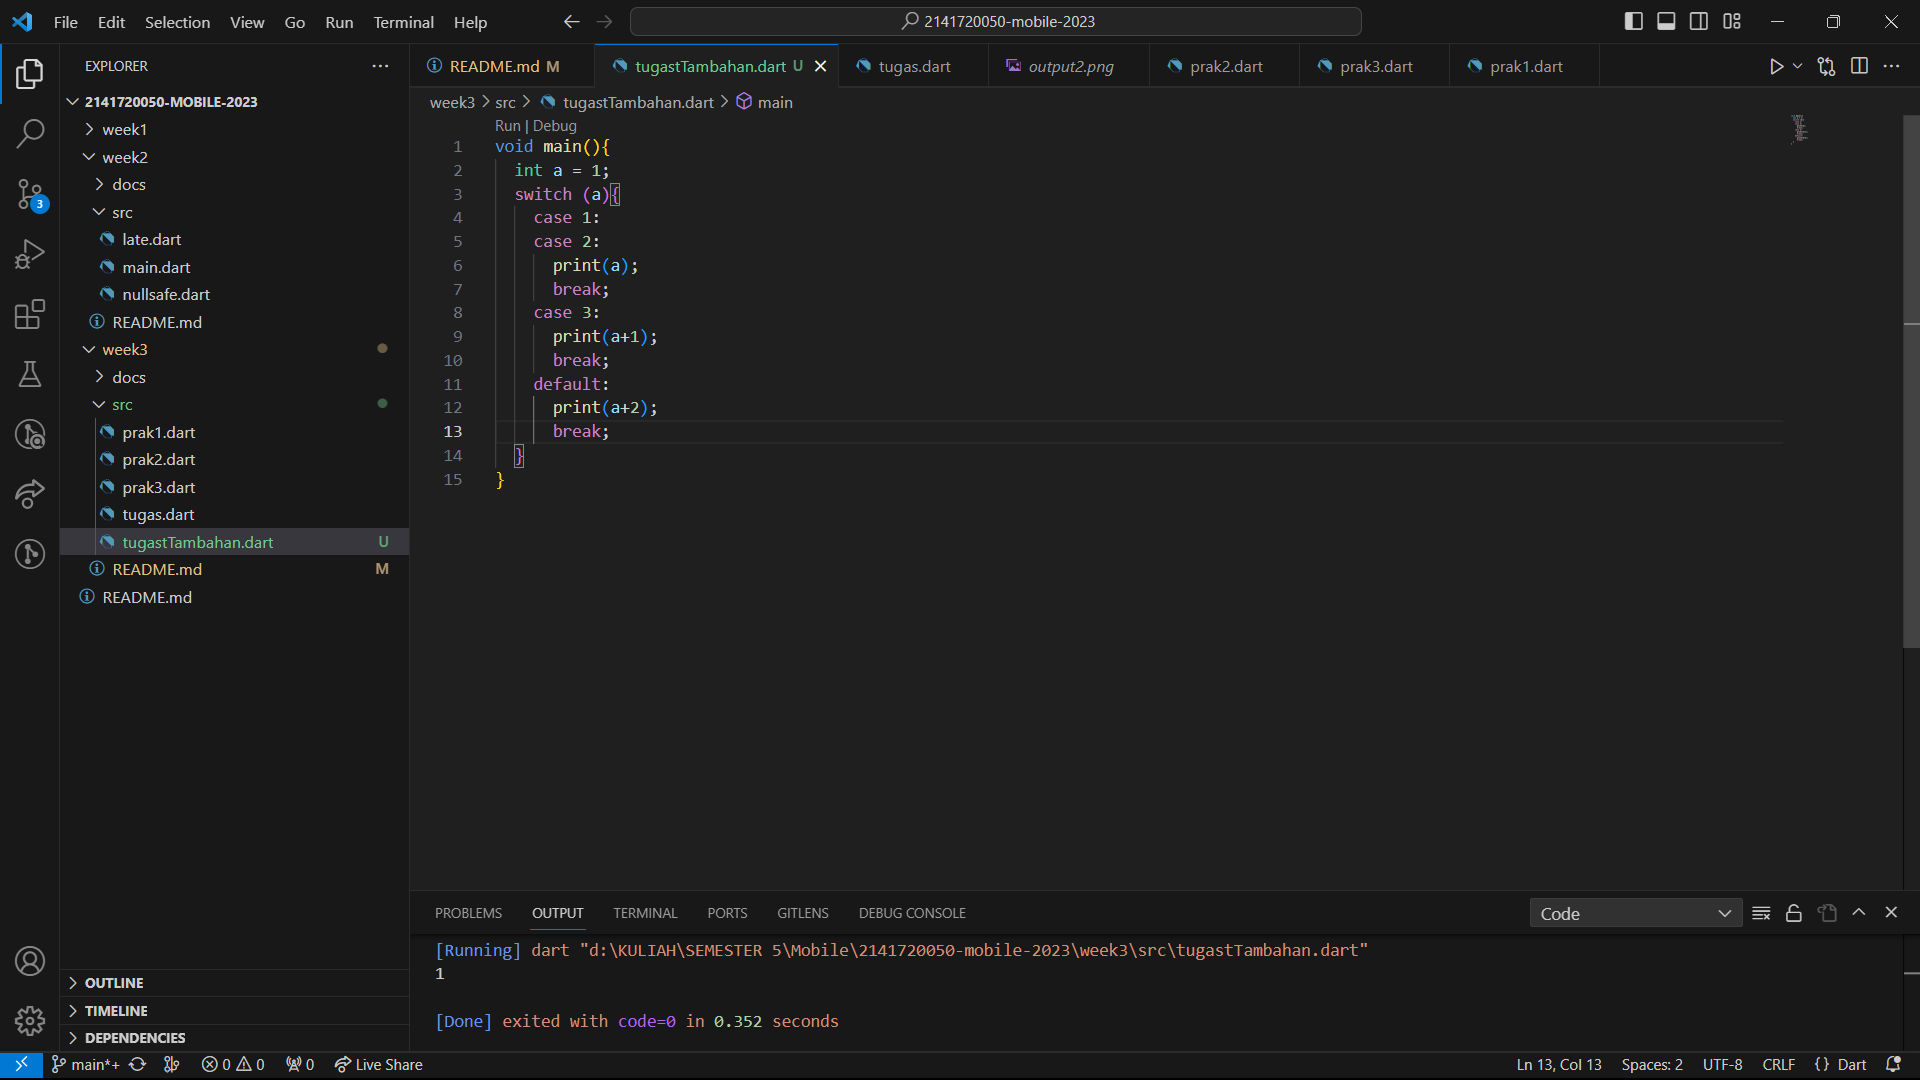 File Edit Selection View Go Run Terminal Help
2141720050-mobile-2023
EXPLORER
2141720050-MOBILE-2023
week1
week2
docs
src
late.dart
main.dart
nullsafe.dart
README.md
week3
docs
src
prak1.dart
prak2.dart
prak3.dart
tugas.dart
tugastTambahan.dart U
README.md M
README.md
OUTLINE
TIMELINE
DEPENDENCIES
3
README.md M tugastTambahan.dart U tugas.dart output2.png prak2.dart prak3.dart prak1.dart
week3 > src > tugastTambahan.dart > main
Run | Debug
1 void main(){
2 int a = 1;
3 switch (a){
4 case 1:
5 case 2:
6 print(a);
7 break;
8 case 3:
9 print(a+1);
10 break;
11 default:
12 print(a+2);
13 break;
14 }
15 }
PROBLEMS OUTPUT TERMINAL PORTS GITLENS DEBUG CONSOLE
Code
[Running] dart "d:\KULIAH\SEMESTER 5\Mobile\2141720050-mobile-2023\week3\src\tugastTambahan.dart"
1
[Done] exited with code=0 in 0.352 seconds
main*+ 0 0 0 Live Share
Ln 13, Col 13 Spaces: 2 UTF-8 CRLF {} Dart